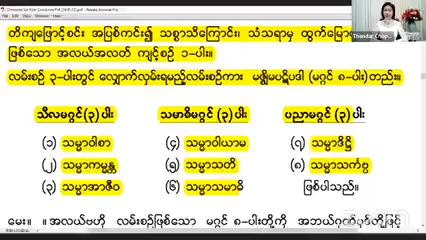 တိကျဖြောင့်စင်း အပြစ်ကင်း၍ သစ္စာသိကြောင်း၊ သံသရာမှ ထွက်မြော
ဖြစ်သော အလယ်အလတ် ကျင့်စဉ် ၁-ပါး။
လမ်းစဉ် ၃-ပါးတွင် လျှောက်လှမ်းရမည့်လမ်းစဉ်ကား မဇ္ဈိမပဋိပဒါ (မဂ္ဂင် ၈-ပါး) တည်း။
သီလမဂ္ဂင် (၃) ပါး သမာဓိမဂ္ဂင် (၃) ပါး ပညာမဂ္ဂင် (၃) ပါး
(၁) သမ္မာဝါစာ (၄) သမ္မာဝါယာမ (၇) သမ္မာဒိဋ္ဌိ
(၂) သမ္မာကမ္မန္တ (၅) သမ္မာသတိ (၈) သမ္မာသင်္ကပ္ပ
(၃) သမ္မာအာဇီဝ (၆) သမ္မာသမာဓိ ဖြစ်ပါသည်။
မေး။ ။ အလယ်ဗဟို လမ်းစဉ်ဖြစ်သော မဂ္ဂင် ၈-ပါးတို့ကို